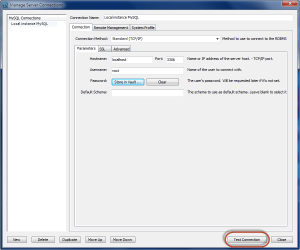 Manage Server Connections
MySQL Connections
Local Instance MySQL
Connection Name: Local Instance MySQL
Connection Remote Management System Profile
Connection Method: Standard (TCP/IP) Method to use to connect to the RDBMS
Parameters SSL Advanced
Hostname: localhost Port: 3306 Name or IP address of the server host. - TCP/IP port.
Username: root Name of the user to connect with.
Password: Store in Vault ... Clear The user's password. Will be requested later if it's not set.
Default Schema: The schema to use as default schema. Leave blank to select it
New Delete Duplicate Move Up Move Down Test Connection Close